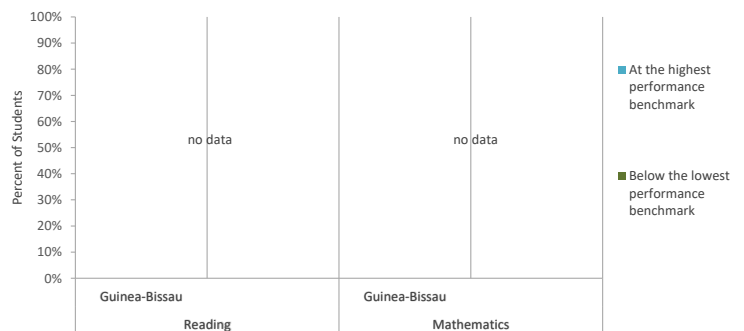 100%
90%
80%
70%
60%
50%
40%
30%
20%
10%
0%
Percent of Students
no data
no data
Guinea-Bissau
Guinea-Bissau
Reading
Mathematics
At the highest
performance
benchmark
Below the lowest
performance
benchmark